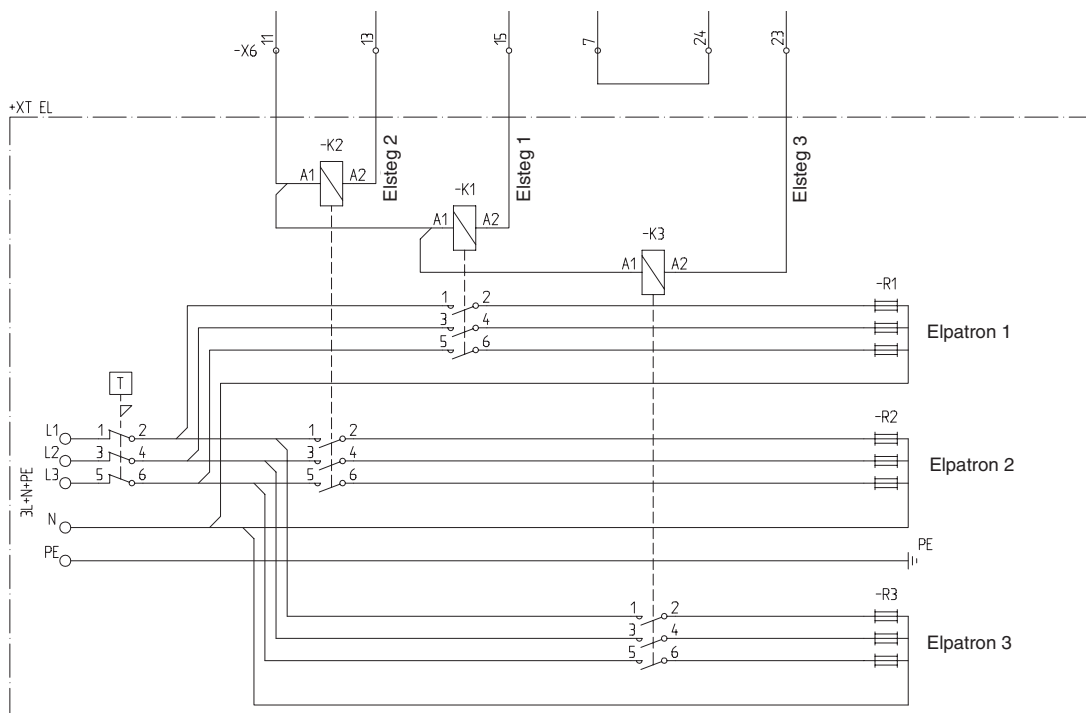 -X6 11 13 15 7 24 23
+XT EL
-K2
A1 A2
Elsteg 2
-K1
A1 A2
Elsteg 1
-K3
A1 A2
Elsteg 3
1 2
3 4
5 6
-R1
Elpatron 1
T
L1 1 2
L2 3 4
L3 5 6
3L+N+PE
N
PE
1 2
3 4
5 6
-R2
Elpatron 2
PE
1 2
3 4
5 6
-R3
Elpatron 3